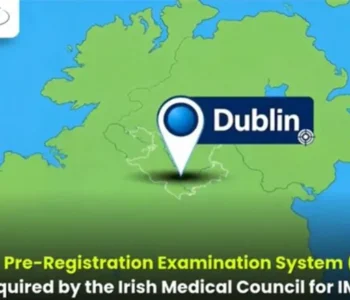 Dublin
Pre-Registration Examination System (
quired by the Irish Medical Council for IM